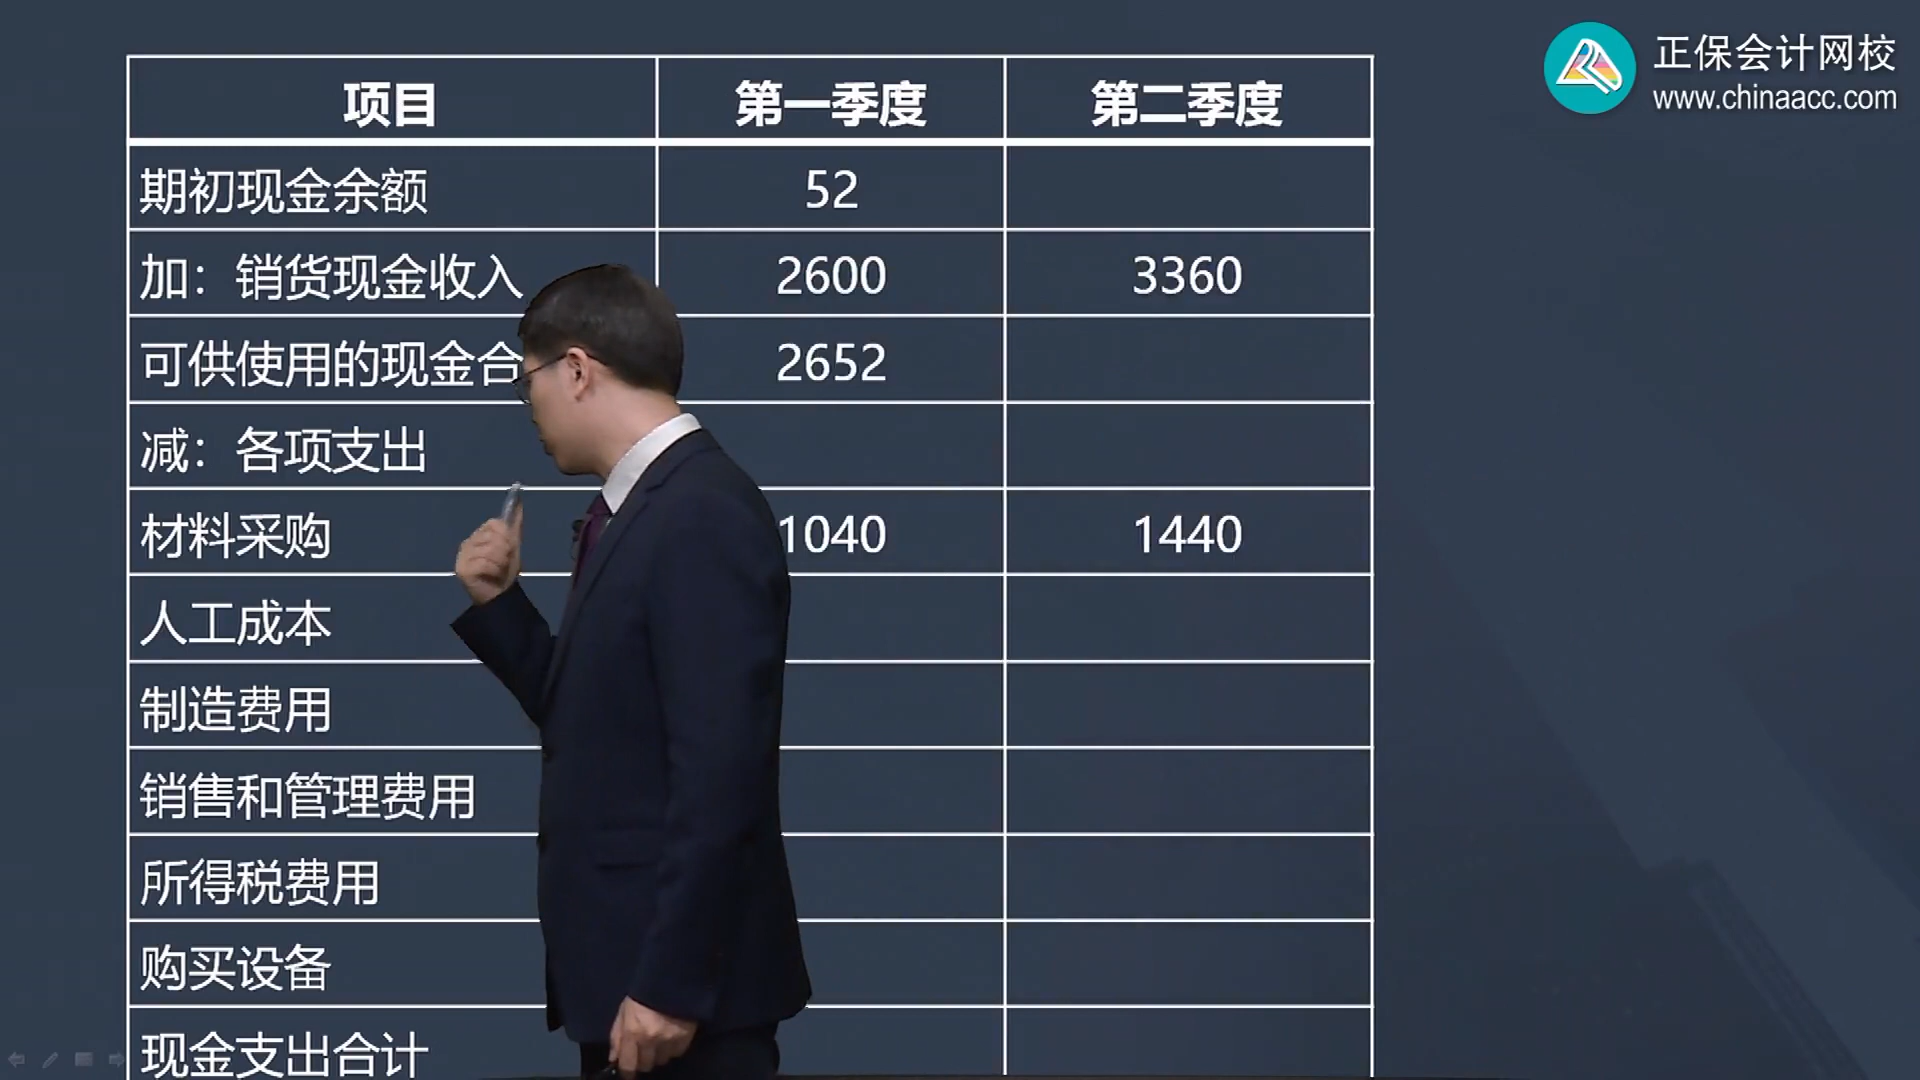 正保会计网校
www.chinaacc.com
项目 第一季度 第二季度
期初现金余额 52
加：销货现金收入 2600 3360
可供使用的现金合 2652
减：各项支出
材料采购 1040 1440
人工成本
制造费用
销售和管理费用
所得税费用
购买设备
现金支出合计